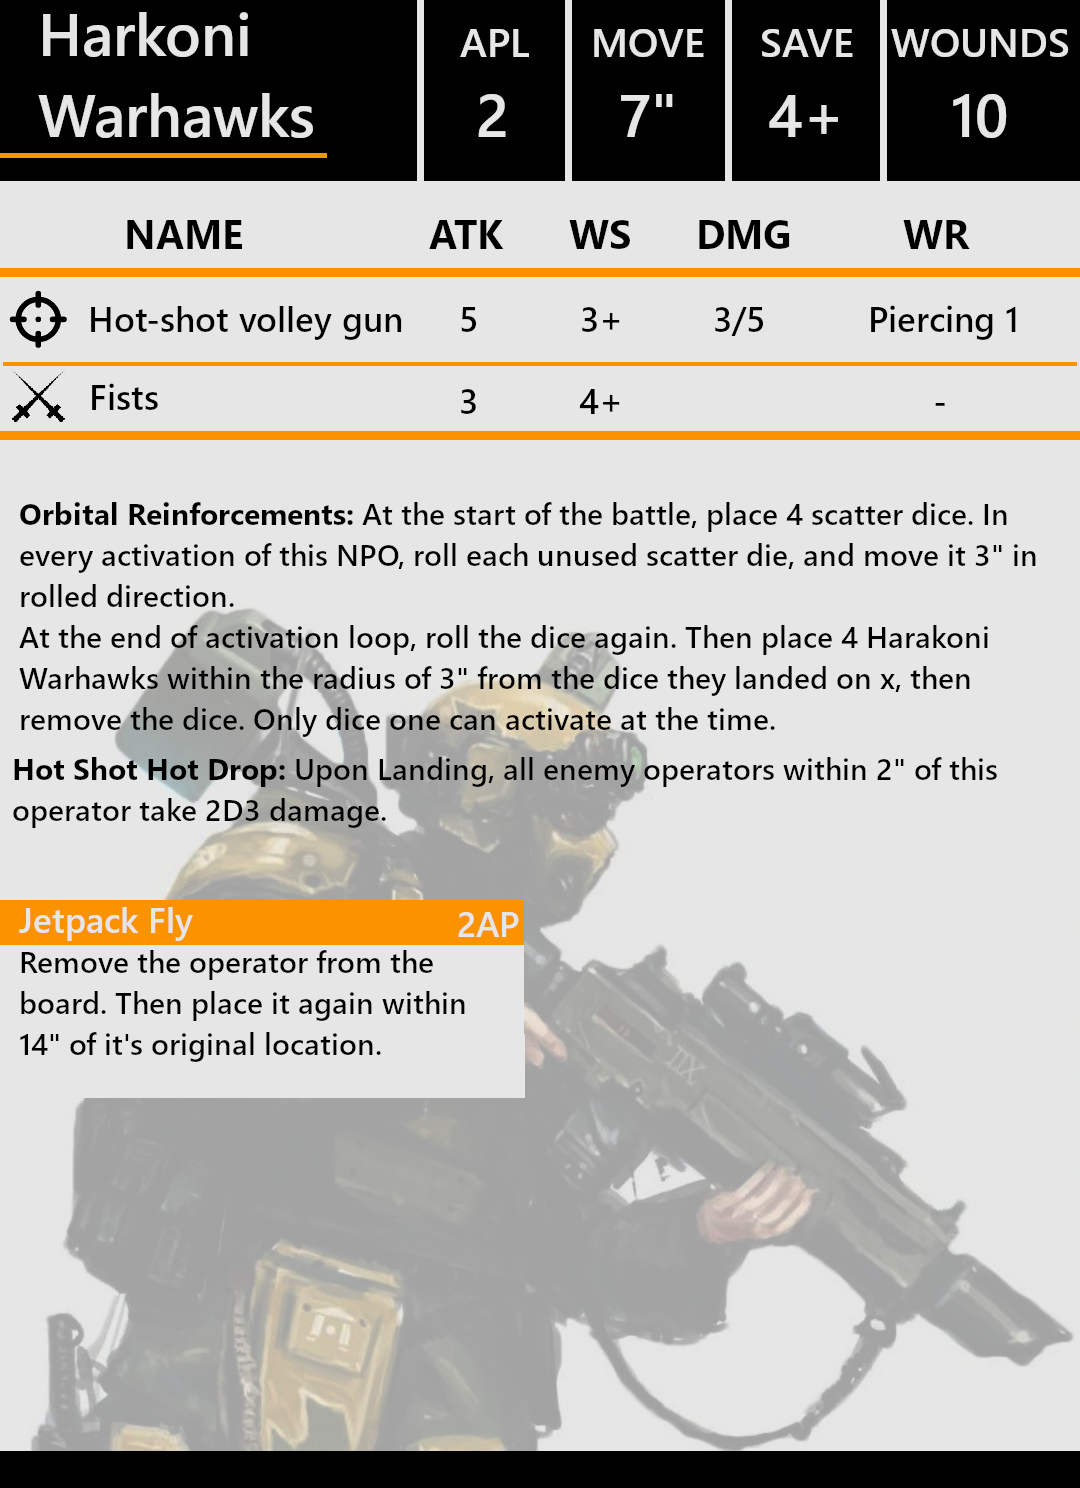 Harkoni
Warhawks
APL MOVE SAVE WOUNDS
2 7" 4+ 10
NAME ATK WS DMG WR
Hot-shot volley gun 5 3+ 3/5 Piercing 1
Fists 3 4+ -
Orbital Reinforcements: At the start of the battle, place 4 scatter dice. In
every activation of this NPO, roll each unused scatter die, and move it 3" in
rolled direction.
At the end of activation loop, roll the dice again. Then place 4 Harakoni
Warhawks within the radius of 3" from the dice they landed on x, then
remove the dice. Only dice one can activate at the time.
Hot Shot Hot Drop: Upon Landing, all enemy operators within 2" of this
operator take 2D3 damage.
Jetpack Fly 2AP
Remove the operator from the
board. Then place it again within
14" of it's original location.
IIX